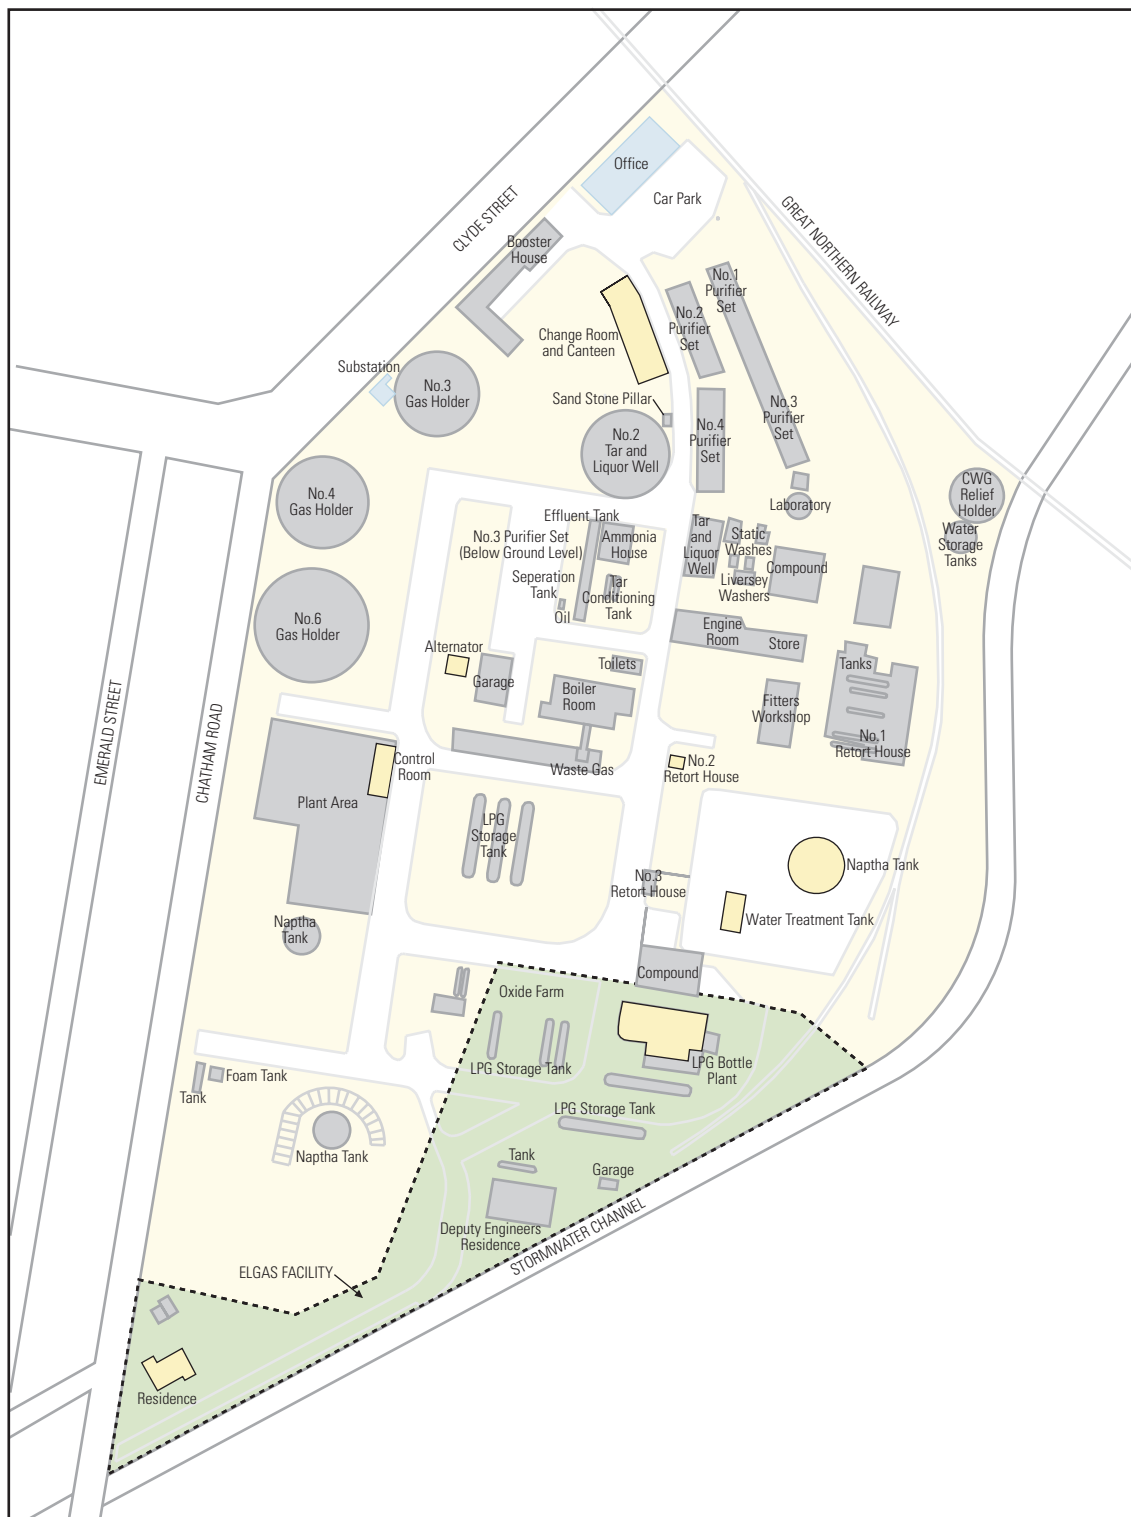 Office
Car Park
CLYDE STREET
GREAT NORTHERN RAILWAY
Booster
House
No.1
Purifier
Set
No.2
Purifier
Set
Change Room
and Canteen
Substation
No.3
Gas Holder
Sand Stone Pillar
No.3
Purifier
Set
No.4
Purifier
Set
No.2
Tar and
Liquor Well
CWG
Relief
Holder
Water
Storage
Tanks
No.4
Gas Holder
Laboratory
Effluent Tank
No.3 Purifier Set
(Below Ground Level)
Ammonia
House
Tar
and
Liquor
Well
Static
Washes
Compound
Liversey
Washers
Seperation
Tank
Tar
Conditioning
Tank
Oil
No.6
Gas Holder
Engine
Room
Store
Alternator
Garage
Toilets
Boiler
Room
Tanks
Fitters
Workshop
No.1
Retort House
EMERALD STREET
CHATHAM ROAD
Control
Room
Waste Gas
No.2
Retort House
Plant Area
LPG
Storage
Tank
Naptha Tank
No.3
Retort House
Water Treatment Tank
Naptha
Tank
Compound
Oxide Farm
LPG Storage Tank
LPG Bottle
Plant
Foam Tank
Tank
LPG Storage Tank
Naptha Tank
Tank
Garage
Deputy Engineers
Residence
STORMWATER CHANNEL
ELGAS FACILITY
Residence